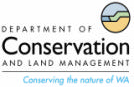 DEPARTMENT OF
Conservation
AND LAND MANAGEMENT
Conserving the nature of WA